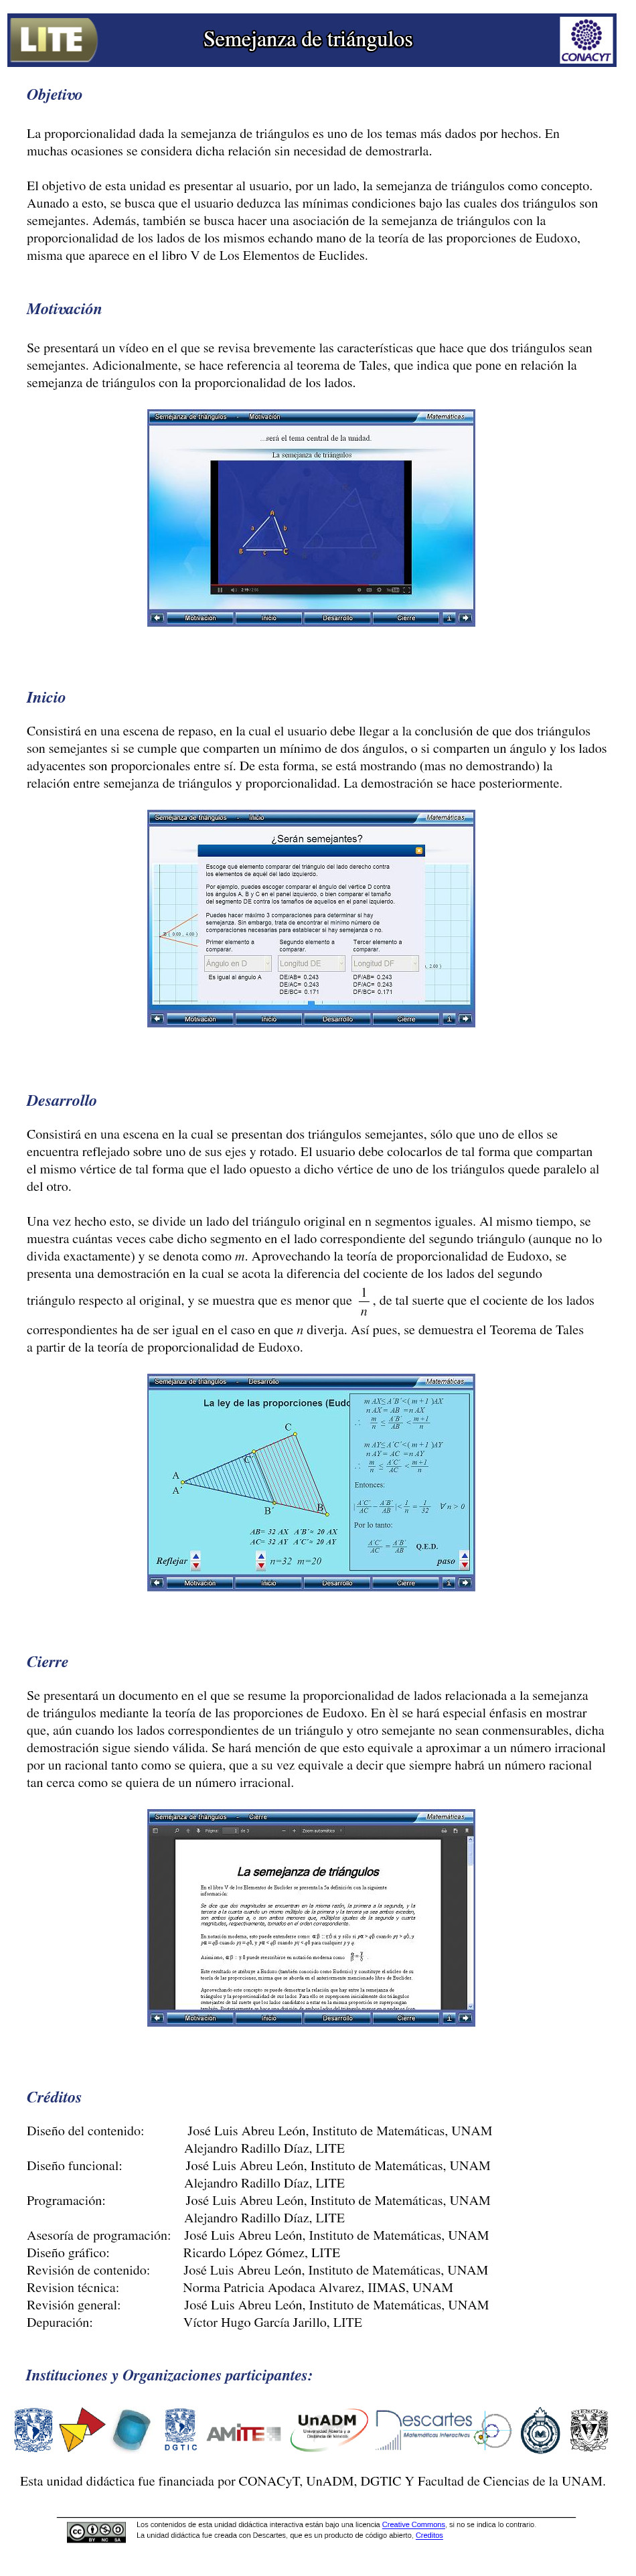 LITE
Semejanza de triángulos
CONACYT
Objetivo
La proporcionalidad dada la semejanza de triángulos es uno de los temas más dados por hechos. En
muchas ocasiones se considera dicha relación sin necesidad de demostrarla.
El objetivo de esta unidad es presentar al usuario, por un lado, la semejanza de triángulos como concepto.
Aunado a esto, se busca que el usuario deduzca las mínimas condiciones bajo las cuales dos triángulos son
semejantes. Además, también se busca hacer una asociación de la semejanza de triángulos con la
proporcionalidad de los lados de los mismos echando mano de la teoría de las proporciones de Eudoxo,
misma que aparece en el libro V de Los Elementos de Euclides.
Motivación
Se presentará un vídeo en el que se revisa brevemente las características que hace que dos triángulos sean
semejantes. Adicionalmente, se hace referencia al teorema de Tales, que indica que pone en relación la
semejanza de triángulos con la proporcionalidad de los lados.
Semejanza de triángulos - Motivación Matemáticas
...será el tema central de la unidad.
La semejanza de triángulos
A
a b
B c C
Motivación Inicio Desarrollo Cierre 1
Inicio
Consistirá en una escena de repaso, en la cual el usuario debe llegar a la conclusión de que dos triángulos
son semejantes si se cumple que comparten un mínimo de dos ángulos, o si comparten un ángulo y los lados
adyacentes son proporcionales entre sí. De esta forma, se está mostrando (mas no demostrando) la
relación entre semejanza de triángulos y proporcionalidad. La demostración se hace posteriormente.
Semejanza de triángulos - Inicio Matemáticas
¿Serán semejantes?
Escoge qué elemento comparar del triángulo del lado derecho contra
los elementos de aquél del lado izquierdo.
Por ejemplo, puedes escoger comparar el ángulo del vértice D contra
los ángulos A, B y C en el panel izquierdo, o bien comparar el tamaño
del segmento DE contra los tamaños de aquellos en el panel izquierdo.
Puedes hacer máximo 3 comparaciones para determinar si hay
semejanza. Sin embargo, trata de encontrar el mínimo número de
comparaciones necesarias para establecer si hay semejanza o no.
Primer elemento a Segundo elemento a Tercer elemento a
comparar. comparar. comparar.
Ángulo en D Longitud DE Longitud DF
Es igual al ángulo A DE/AB= 0.243 DF/AB= 0.243
DE/AC= 0.243 DF/AC= 0.243
DE/BC= 0.171 DF/BC= 0.171
Motivación Inicio Desarrollo Cierre 1
Desarrollo
Consistirá en una escena en la cual se presentan dos triángulos semejantes, sólo que uno de ellos se
encuentra reflejado sobre uno de sus ejes y rotado. El usuario debe colocarlos de tal forma que compartan
el mismo vértice de tal forma que el lado opuesto a dicho vértice de uno de los triángulos quede paralelo al
del otro.
Una vez hecho esto, se divide un lado del triángulo original en n segmentos iguales. Al mismo tiempo, se
muestra cuántas veces cabe dicho segmento en el lado correspondiente del segundo triángulo (aunque no lo
divida exactamente) y se denota como m. Aprovechando la teoría de proporcionalidad de Eudoxo, se
presenta una demostración en la cual se acota la diferencia del cociente de los lados del segundo
triángulo respecto al original, y se muestra que es menor que 1/n, de tal suerte que el cociente de los lados
correspondientes ha de ser igual en el caso en que n diverja. Así pues, se demuestra el Teorema de Tales
a partir de la teoría de proporcionalidad de Eudoxo.
Semejanza de triángulos - Desarrollo Matemáticas
La ley de las proporciones (Eudo
m AX≤A´B´<(m+1)AX
n AX= AB =nAX
∴ m/n ≤ A´B´/AB < m+1/n
m AY≤A´C´<(m+1)AY
n AY= AC =nAY
∴ m/n ≤ A´C´/AC < m+1/n
Entonces:
|A´C´/AC − A´B´/AB| < 1/n = 1/32 ∀ n > 0
Por lo tanto:
A´C´/AC = A´B´/AB Q.E.D.
C
C´
A
A´
B´
B
AB= 32 AX A´B´≈ 20 AX
AC= 32 AY A´C´≈ 20 AY
Reflejar n=32 m=20 paso
Motivación Inicio Desarrollo Cierre 1
Cierre
Se presentará un documento en el que se resume la proporcionalidad de lados relacionada a la semejanza
de triángulos mediante la teoría de las proporciones de Eudoxo. En èl se hará especial énfasis en mostrar
que, aún cuando los lados correspondientes de un triángulo y otro semejante no sean conmensurables, dicha
demostración sigue siendo válida. Se hará mención de que esto equivale a aproximar a un número irracional
por un racional tanto como se quiera, que a su vez equivale a decir que siempre habrá un número racional
tan cerca como se quiera de un número irracional.
Semejanza de triángulos - Cierre Matemáticas
La semejanza de triángulos
En el libro V de los Elementos de Euclides se presenta la 5a definición con la siguiente
Motivación Inicio Desarrollo Cierre 1
Créditos
Diseño del contenido: José Luis Abreu León, Instituto de Matemáticas, UNAM
Alejandro Radillo Díaz, LITE
Diseño funcional: José Luis Abreu León, Instituto de Matemáticas, UNAM
Alejandro Radillo Díaz, LITE
Programación: José Luis Abreu León, Instituto de Matemáticas, UNAM
Alejandro Radillo Díaz, LITE
Asesoría de programación: José Luis Abreu León, Instituto de Matemáticas, UNAM
Diseño gráfico: Ricardo López Gómez, LITE
Revisión de contenido: José Luis Abreu León, Instituto de Matemáticas, UNAM
Revision técnica: Norma Patricia Apodaca Alvarez, IIMAS, UNAM
Revisión general: José Luis Abreu León, Instituto de Matemáticas, UNAM
Depuración: Víctor Hugo García Jarillo, LITE
Instituciones y Organizaciones participantes:
DGTIC
AMITE
UnADM
Descartes
Matemáticas Interactivas
Esta unidad didáctica fue financiada por CONACyT, UnADM, DGTIC Y Facultad de Ciencias de la UNAM.
Los contenidos de esta unidad didáctica interactiva están bajo una licencia Creative Commons, si no se indica lo contrario.
La unidad didáctica fue creada con Descartes, que es un producto de código abierto, Creditos
CC BY NC SA